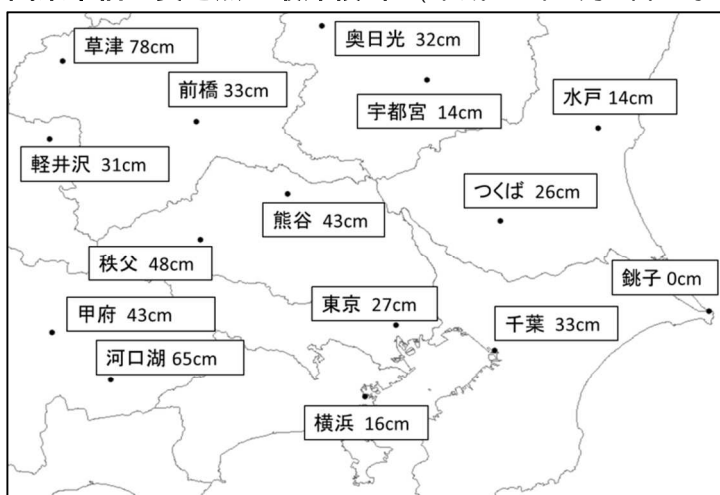 草津 78cm
奥日光 32cm
前橋 33cm
宇都宮 14cm
水戸 14cm
軽井沢 31cm
つくば 26cm
熊谷 43cm
秩父 48cm
銚子 0cm
甲府 43cm
東京 27cm
千葉 33cm
河口湖 65cm
横浜 16cm